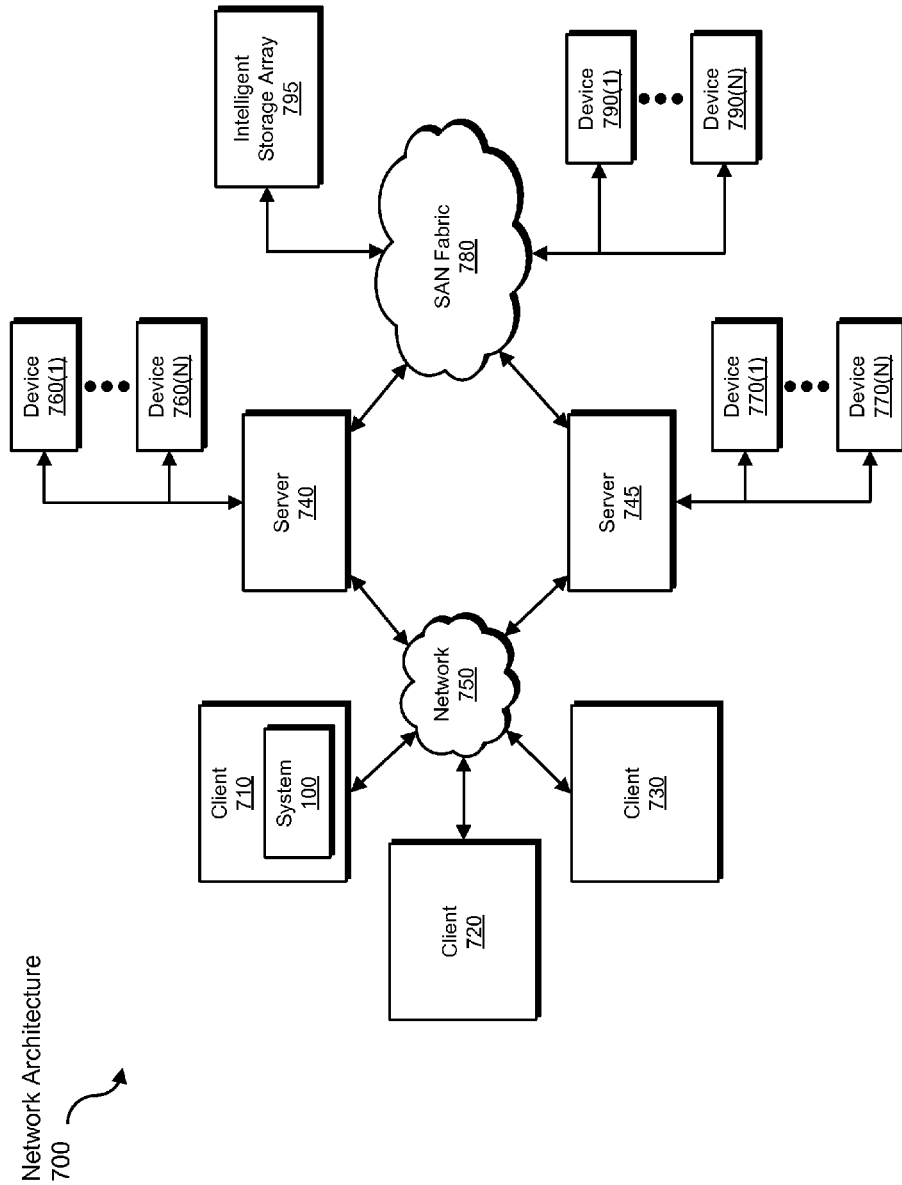 Network Architecture
700
Client
710
System
100
Client
720
Client
730
Network
750
Server
740
Server
745
Device
760(1)
Device
760(N)
Device
770(1)
Device
770(N)
SAN Fabric
780
Intelligent
Storage Array
795
Device
790(1)
Device
790(N)